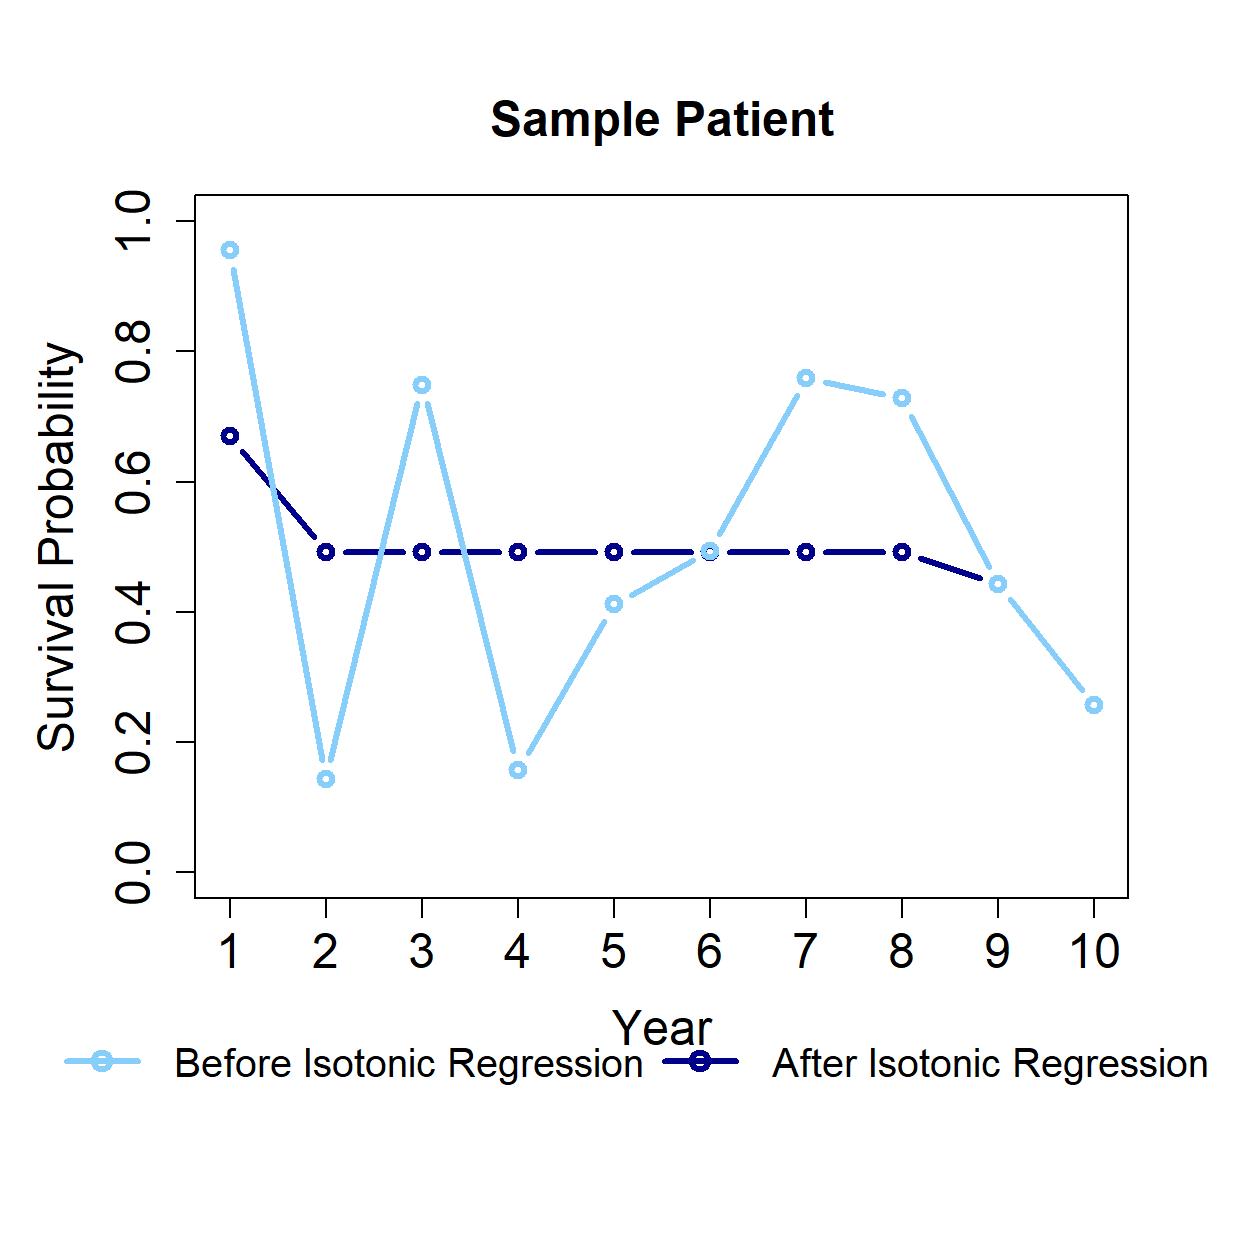 Sample Patient
Survival Probability
1.0
0.8
0.6
0.4
0.2
0.0
1 2 3 4 5 6 7 8 9 10
Year
Before Isotonic Regression After Isotonic Regression